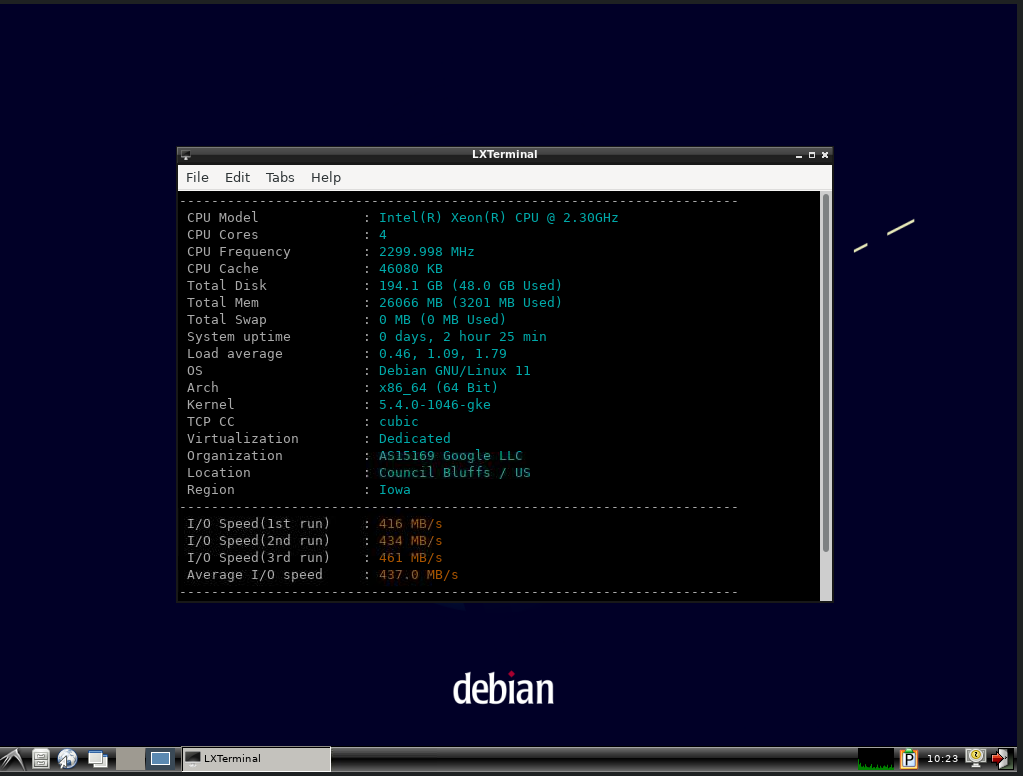 LXTerminal
File Edit Tabs Help
-----------------------------------------------------------------------
CPU Model : Intel(R) Xeon(R) CPU @ 2.30GHz
CPU Cores : 4
CPU Frequency : 2299.998 MHz
CPU Cache : 46080 KB
Total Disk : 194.1 GB (48.0 GB Used)
Total Mem : 26066 MB (3201 MB Used)
Total Swap : 0 MB (0 MB Used)
System uptime : 0 days, 2 hour 25 min
Load average : 0.46, 1.09, 1.79
OS : Debian GNU/Linux 11
Arch : x86_64 (64 Bit)
Kernel : 5.4.0-1046-gke
TCP CC : cubic
Virtualization : Dedicated
Organization : AS15169 Google LLC
Location : Council Bluffs / US
Region : Iowa
-----------------------------------------------------------------------
I/O Speed(1st run) : 416 MB/s
I/O Speed(2nd run) : 434 MB/s
I/O Speed(3rd run) : 461 MB/s
Average I/O speed : 437.0 MB/s
-----------------------------------------------------------------------
debian
LXTerminal P 10:23